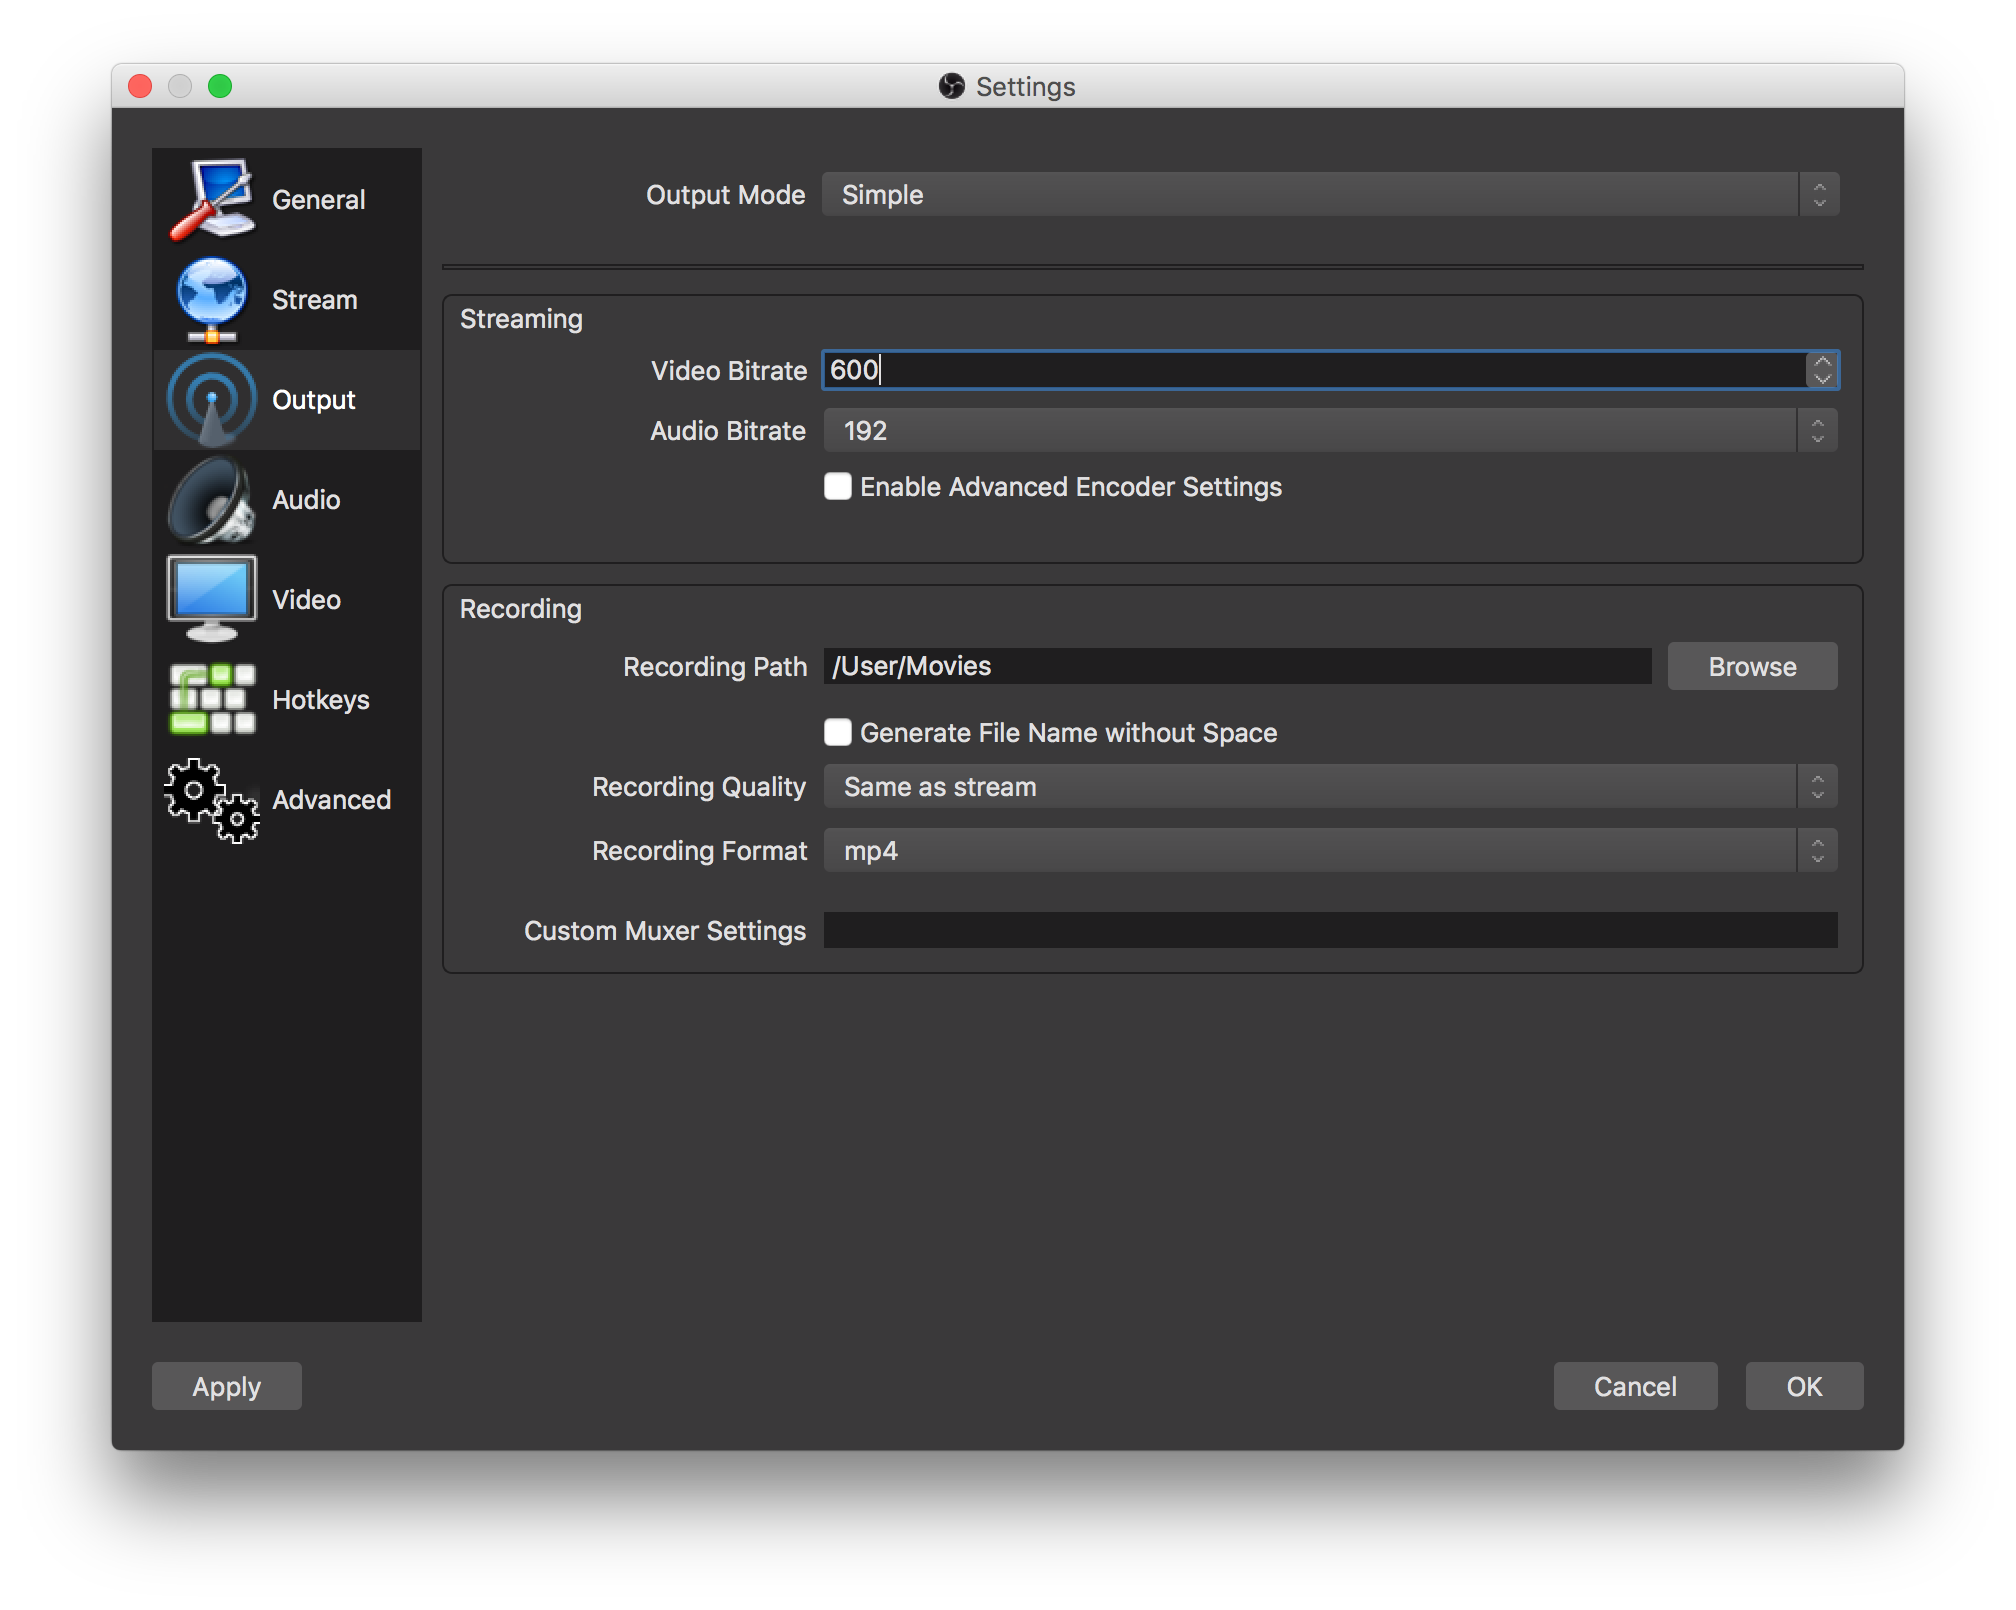 Settings
General
Stream
Output
Audio
Video
Hotkeys
Advanced
Output Mode Simple
Streaming
Video Bitrate 600
Audio Bitrate 192
Enable Advanced Encoder Settings
Recording
Recording Path /User/Movies Browse
Generate File Name without Space
Recording Quality Same as stream
Recording Format mp4
Custom Muxer Settings
Apply Cancel OK